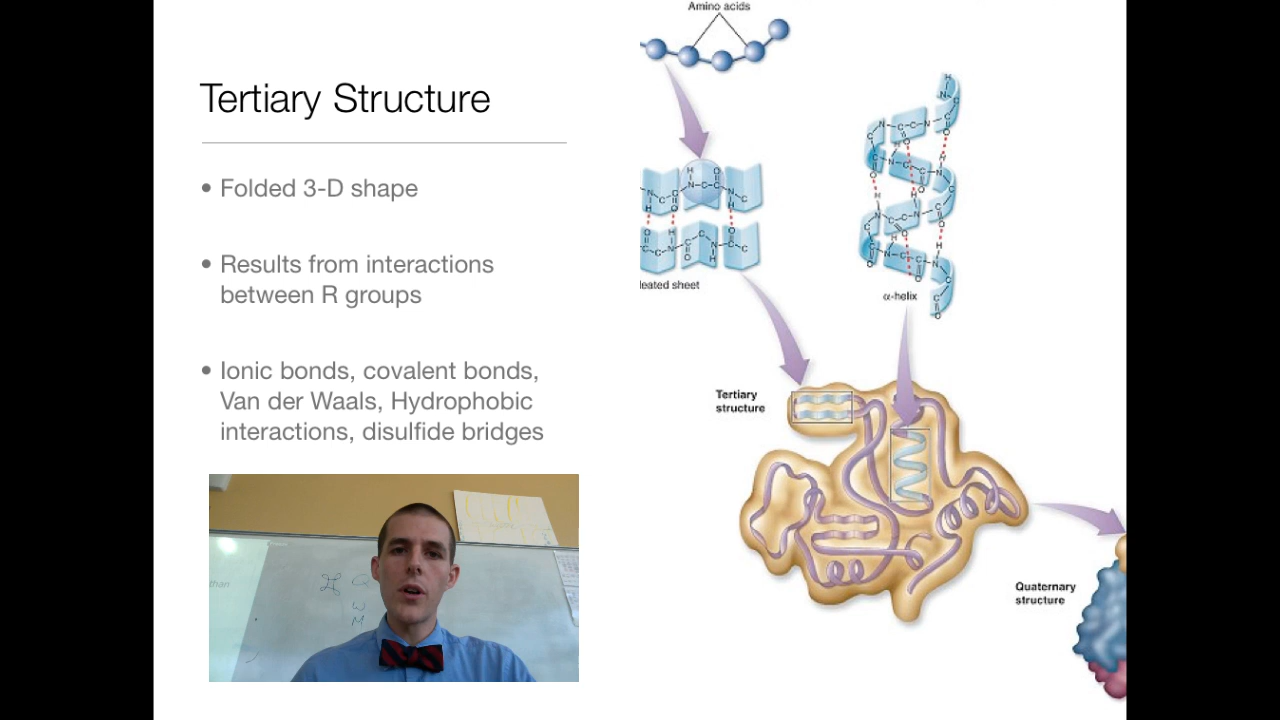 Tertiary Structure
• Folded 3-D shape
• Results from interactions
between R groups
• Ionic bonds, covalent bonds,
Van der Waals, Hydrophobic
interactions, disulfide bridges
than
Q
W
M
Amino acids
leated sheet
α-helix
Tertiary
structure
Quaternary
structure